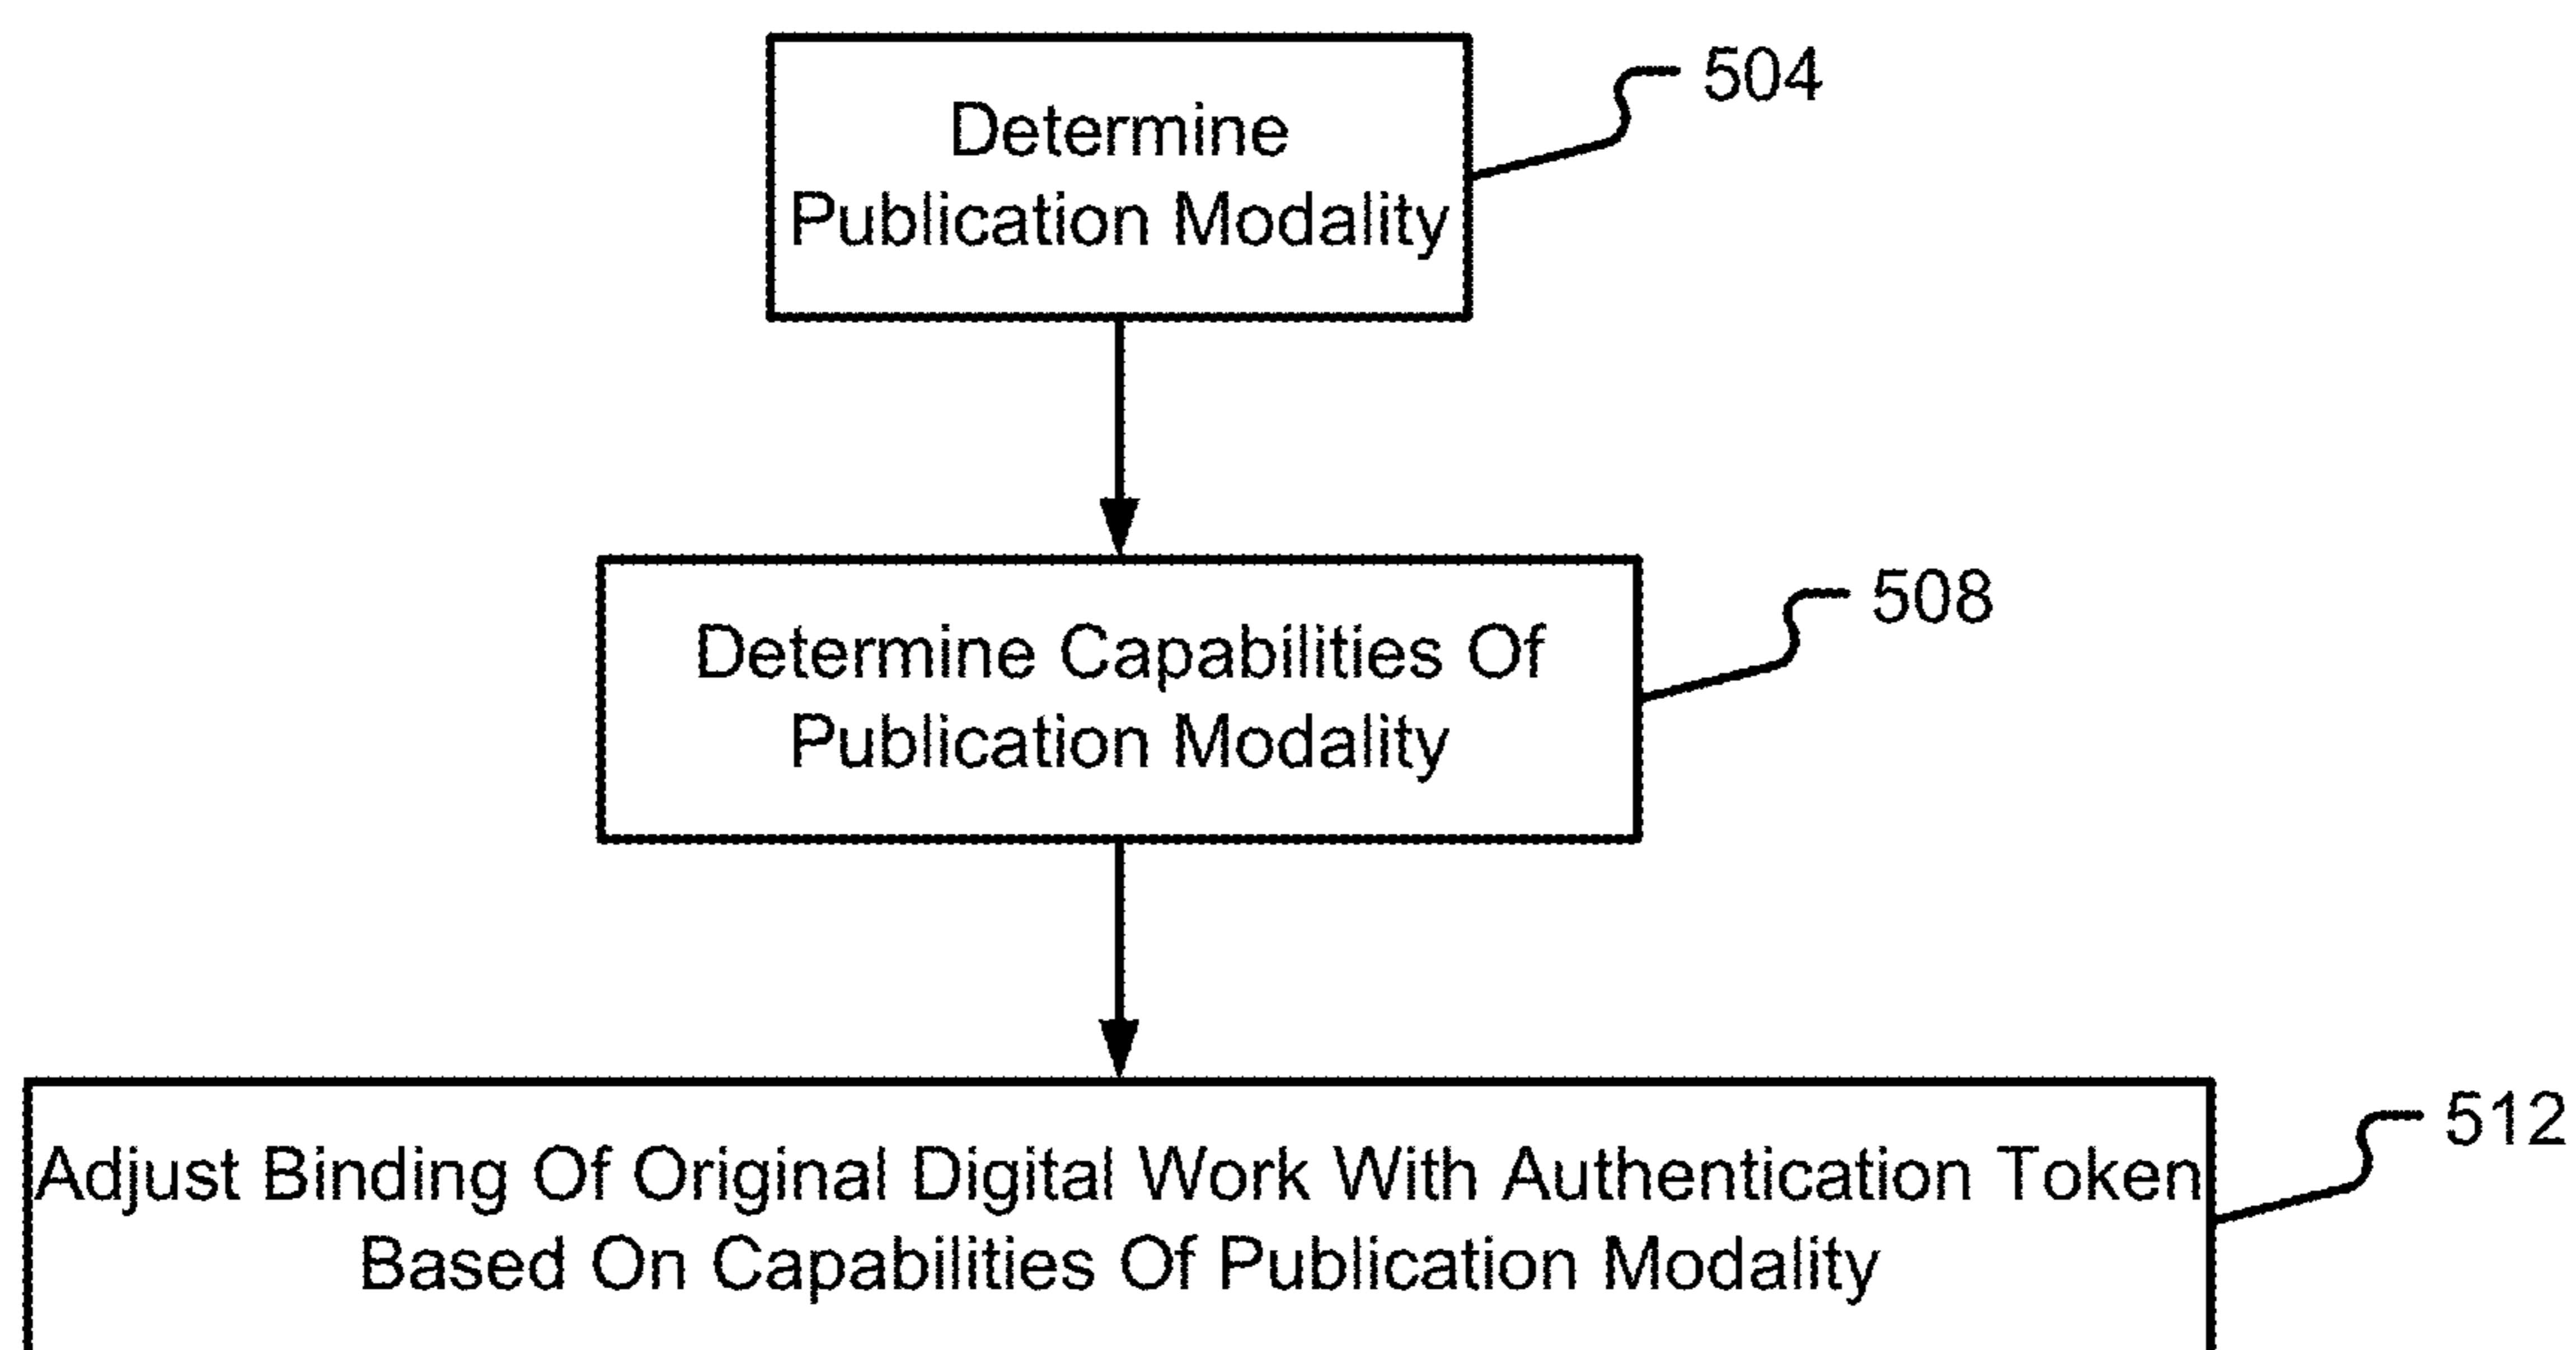 Determine
Publication Modality
504
Determine Capabilities Of
Publication Modality
508
Adjust Binding Of Original Digital Work With Authentication Token
Based On Capabilities Of Publication Modality
512